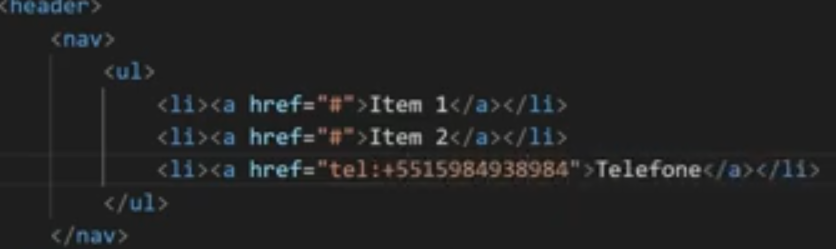 <header>
<nav>
<ul>
<li><a href="#">Item 1</a></li>
<li><a href="#">Item 2</a></li>
<li><a href="tel:+5515984938984">Telefone</a></li>
</ul>
</nav>